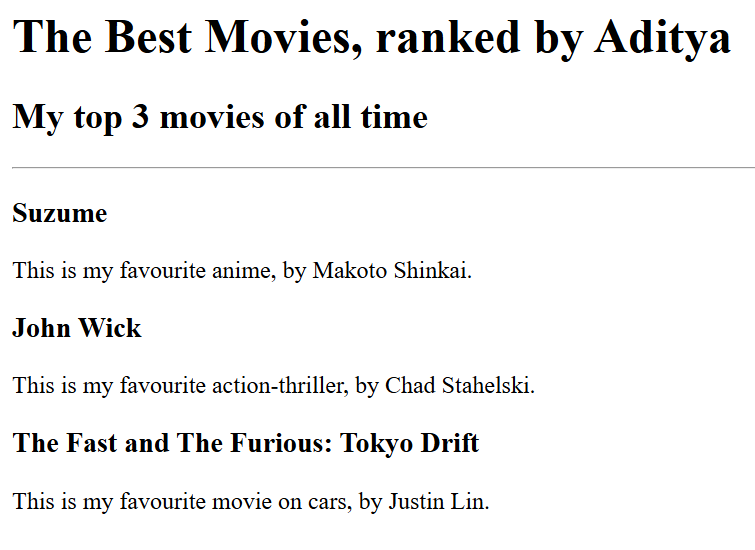 The Best Movies, ranked by Aditya
My top 3 movies of all time
Suzume
This is my favourite anime, by Makoto Shinkai.
John Wick
This is my favourite action-thriller, by Chad Stahelski.
The Fast and The Furious: Tokyo Drift
This is my favourite movie on cars, by Justin Lin.